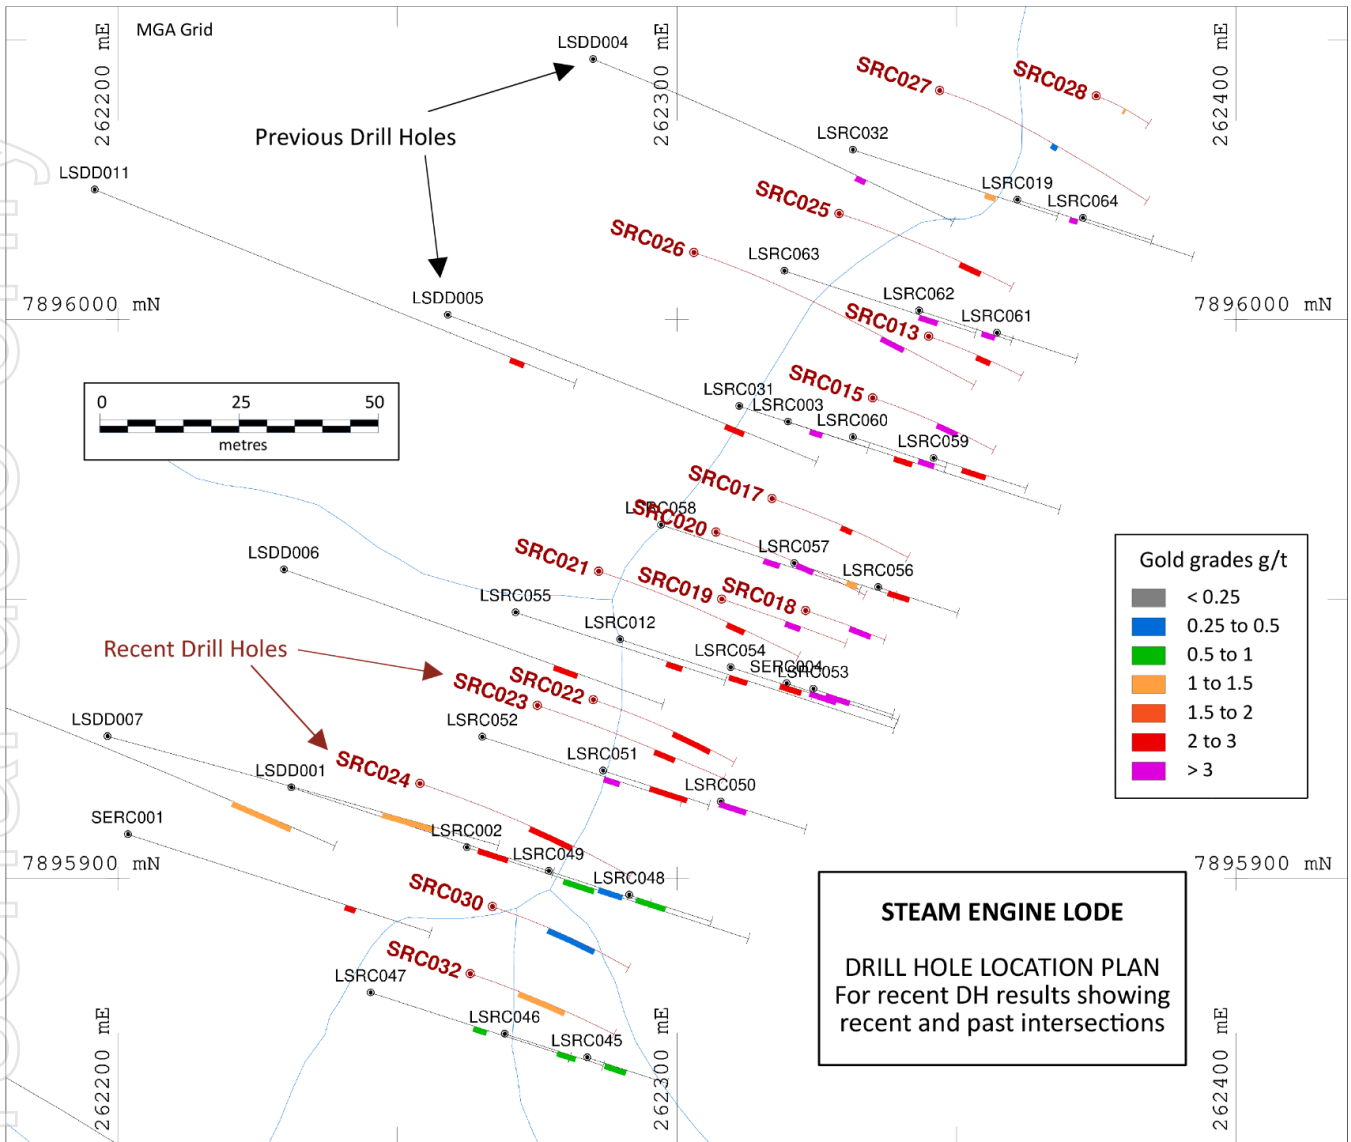 MGA Grid
262200 mE
262300 mE
262400 mE
LSDD004
SRC027
SRC028
Previous Drill Holes
LSRC032
LSDD011
LSRC019
LSRC064
SRC025
SRC026
LSRC063
LSDD005
LSRC062
LSRC061
7896000 mN
7896000 mN
SRC013
SRC015
LSRC031
LSRC003
LSRC060
LSRC059
0 25 50
metres
SRC017
LSRC058
SRC020
LSDD006
SRC021
LSRC057
LSRC056
SRC019
SRC018
LSRC055
LSRC012
Gold grades g/t
< 0.25
0.25 to 0.5
0.5 to 1
1 to 1.5
1.5 to 2
2 to 3
> 3
Recent Drill Holes
LSRC054
SERC004
LSRC053
SRC022
SRC023
LSDD007
LSRC052
LSRC051
LSRC050
LSDD001
SRC024
SERC001
LSRC002
LSRC049
LSRC048
7895900 mN
7895900 mN
SRC030
SRC032
LSRC047
LSRC046
LSRC045
STEAM ENGINE LODE
DRILL HOLE LOCATION PLAN
For recent DH results showing
recent and past intersections
262200 mE
262300 mE
262400 mE